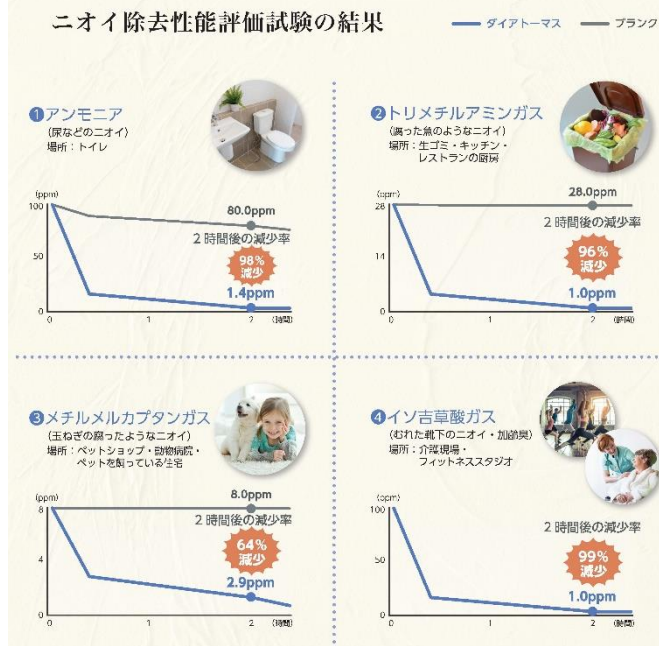 ニオイ除去性能評価試験の結果
ダイアトーマス
ブランク
❶アンモニア
(尿などのニオイ)
場所：トイレ
(ppm)
100
50
0
80.0ppm
2時間後の減少率
98%
減少
1.4ppm
0
1
2
(時間)
❷トリメチルアミンガス
(腐った魚のようなニオイ)
場所：生ゴミ・キッチン・
レストランの厨房
(ppm)
28
14
0
28.0ppm
2時間後の減少率
96%
減少
1.0ppm
0
1
2
(時間)
❸メチルメルカプタンガス
(玉ねぎの腐ったようなニオイ)
場所：ペットショップ・動物病院・
ペットを飼っている住宅
(ppm)
8
4
0
8.0ppm
2時間後の減少率
64%
減少
2.9ppm
0
1
2
(時間)
❹イソ吉草酸ガス
(むれた靴下のニオイ・加齢臭)
場所：介護現場・
フィットネススタジオ
(ppm)
100
50
0
2時間後の減少率
99%
減少
1.0ppm
0
1
2
(時間)